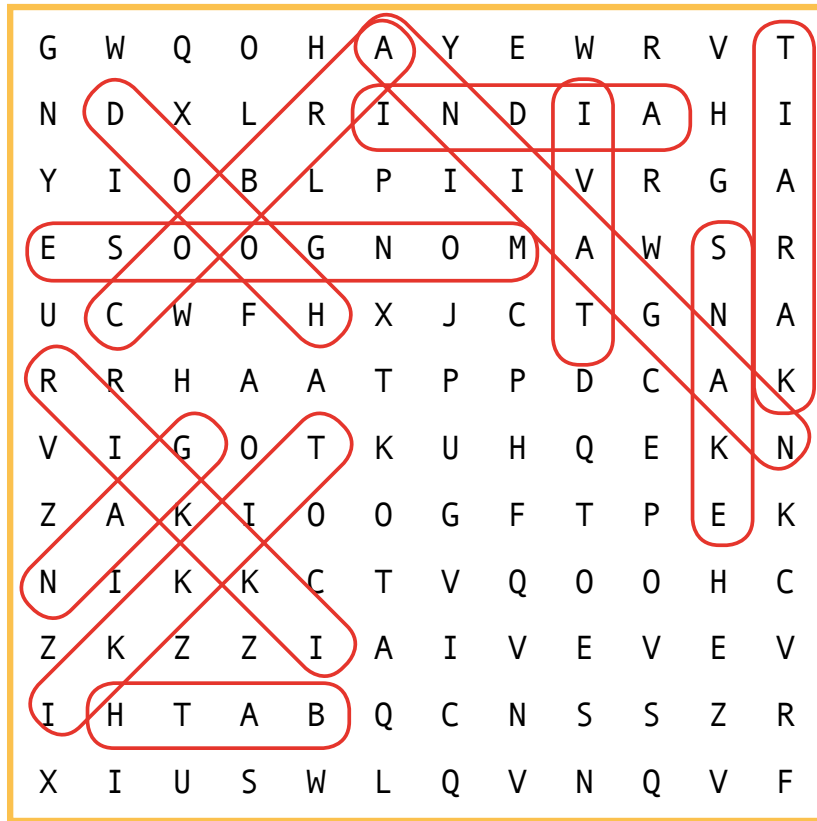 G W Q O H A Y E W R V T
N D X L R I N D I A H I
Y I O B L P I I V R G A
E S O O G N O M A W S R
U C W F H X J C T G N A
R R H A A T P P D C A K
V I G O T K U H Q E K N
Z A K I O O G F T P E K
N I K K C T V Q O O H C
Z K Z Z I A I V E V E V
I H T A B Q C N S S Z R
X I U S W L Q V N Q V F